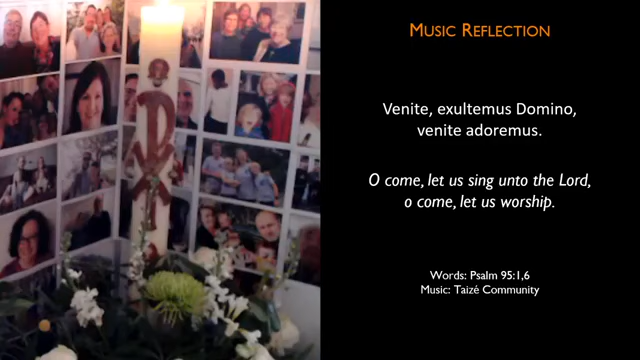 Music Reflection
Venite, exultemus Domino,
venite adoremus.
O come, let us sing unto the Lord,
o come, let us worship.
Words: Psalm 95:1,6
Music: Taizé Community